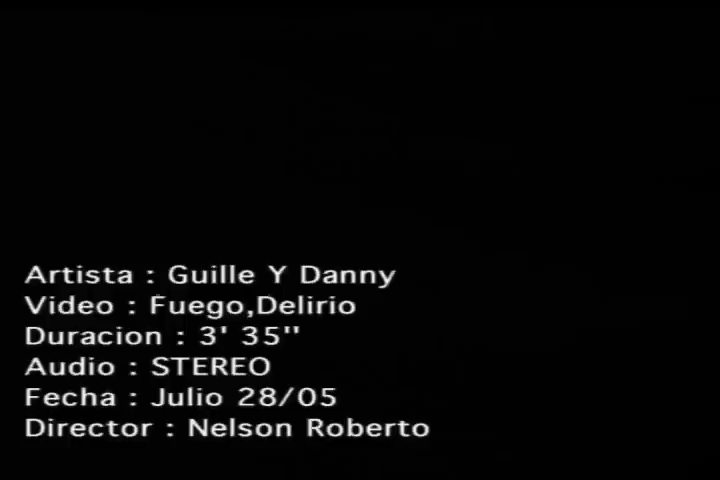 Artista : Guille Y Danny
Video : Fuego,Delirio
Duracion : 3' 35"
Audio : STEREO
Fecha : Julio 28/05
Director : Nelson Roberto